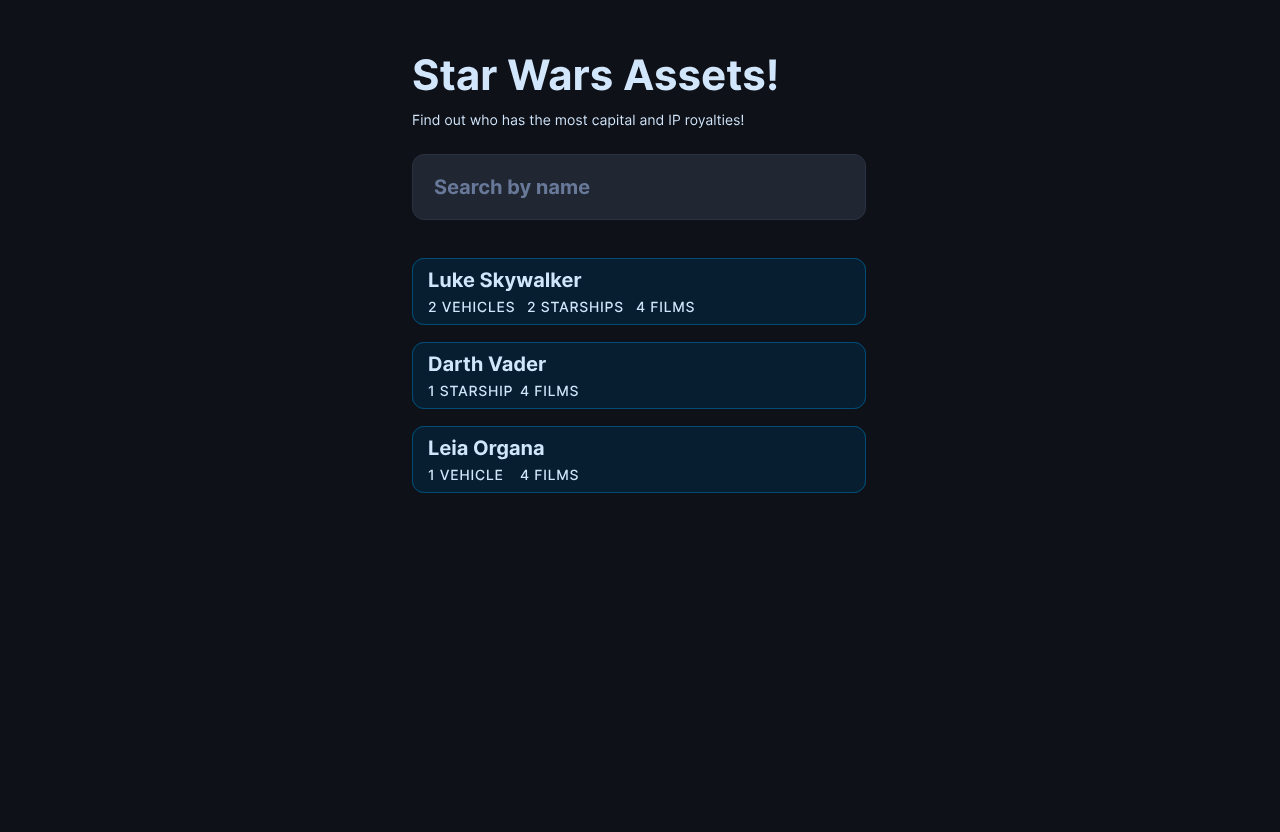 Star Wars Assets!
Find out who has the most capital and IP royalties!
Search by name
Luke Skywalker
2 VEHICLES 2 STARSHIPS 4 FILMS
Darth Vader
1 STARSHIP 4 FILMS
Leia Organa
1 VEHICLE 4 FILMS